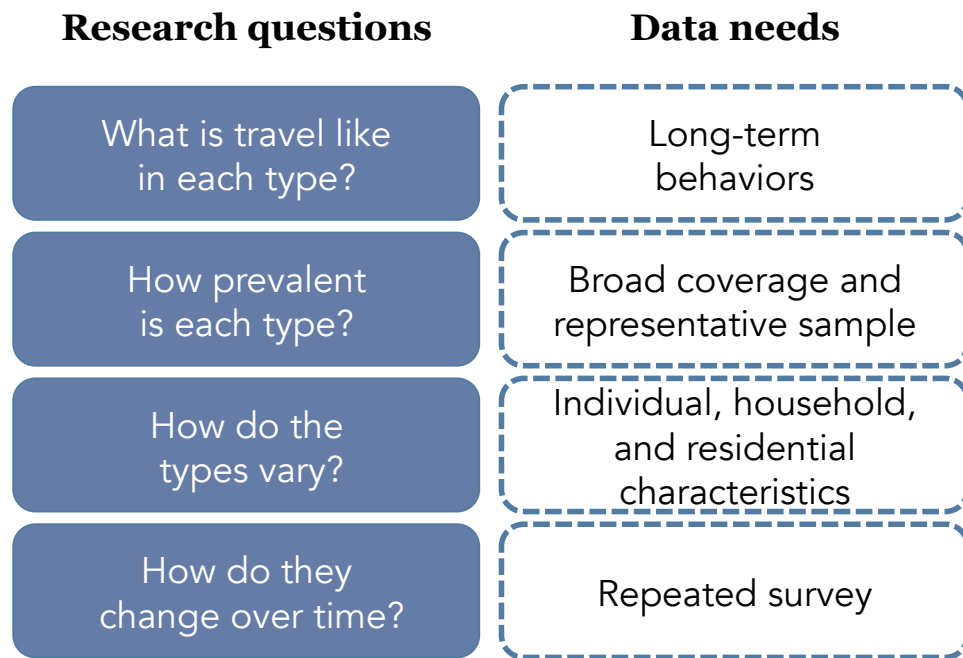 Research questions
Data needs
What is travel like
in each type?
Long-term
behaviors
How prevalent
is each type?
Broad coverage and
representative sample
How do the
types vary?
Individual, household,
and residential
characteristics
How do they
change over time?
Repeated survey